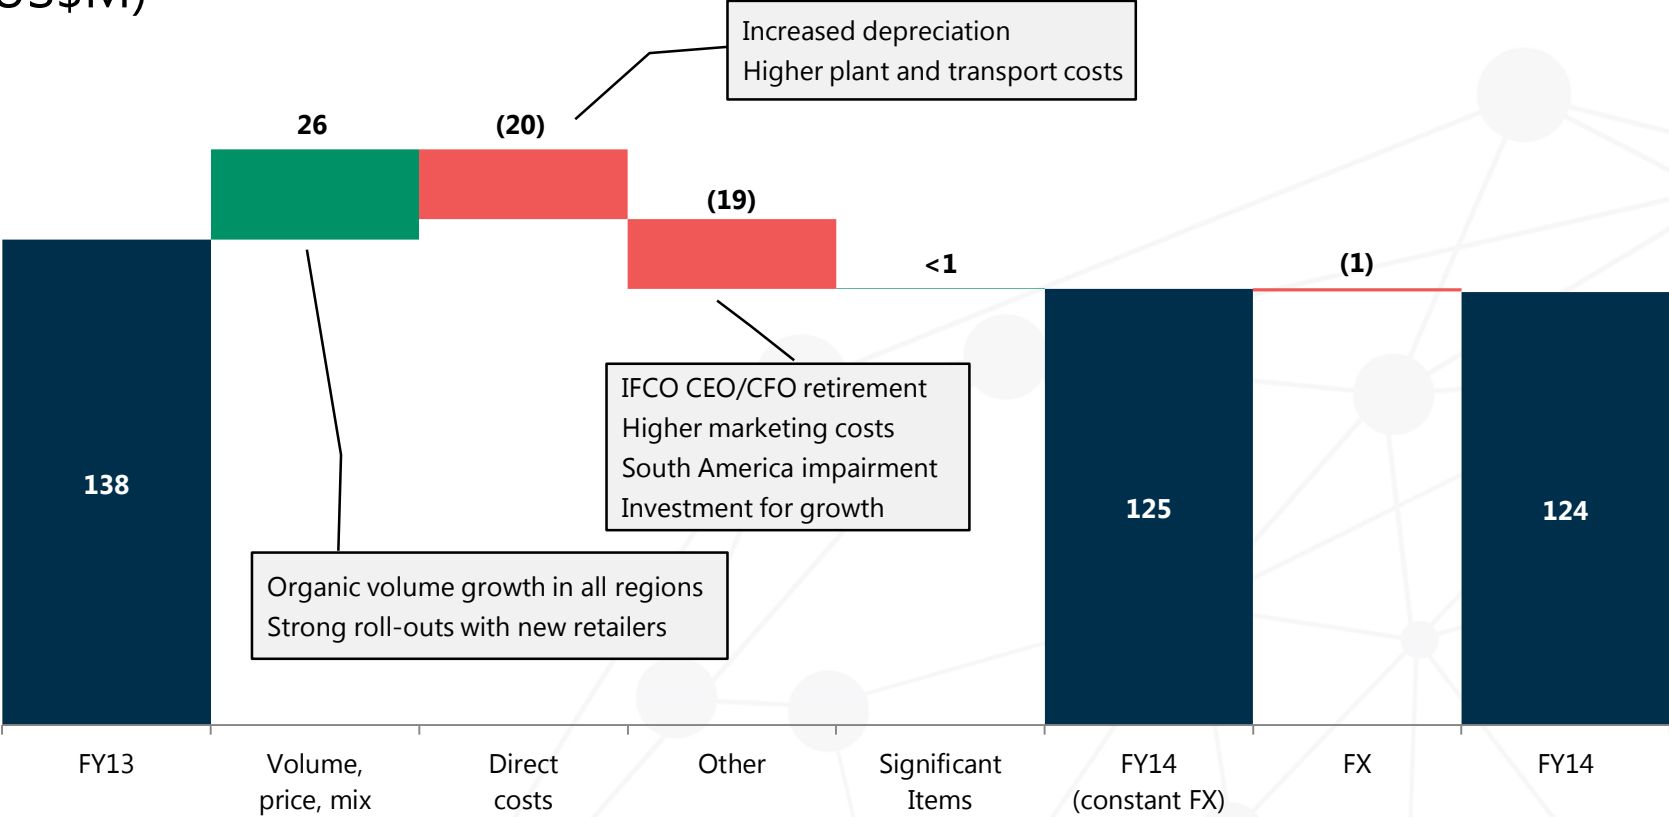 US$M)
Increased depreciation
Higher plant and transport costs
26
(20)
(19)
<1
(1)
138
IFCO CEO/CFO retirement
Higher marketing costs
South America impairment
Investment for growth
125
124
Organic volume growth in all regions
Strong roll-outs with new retailers
FY13
Volume,
price, mix
Direct
costs
Other
Significant
Items
FY14
(constant FX)
FX
FY14